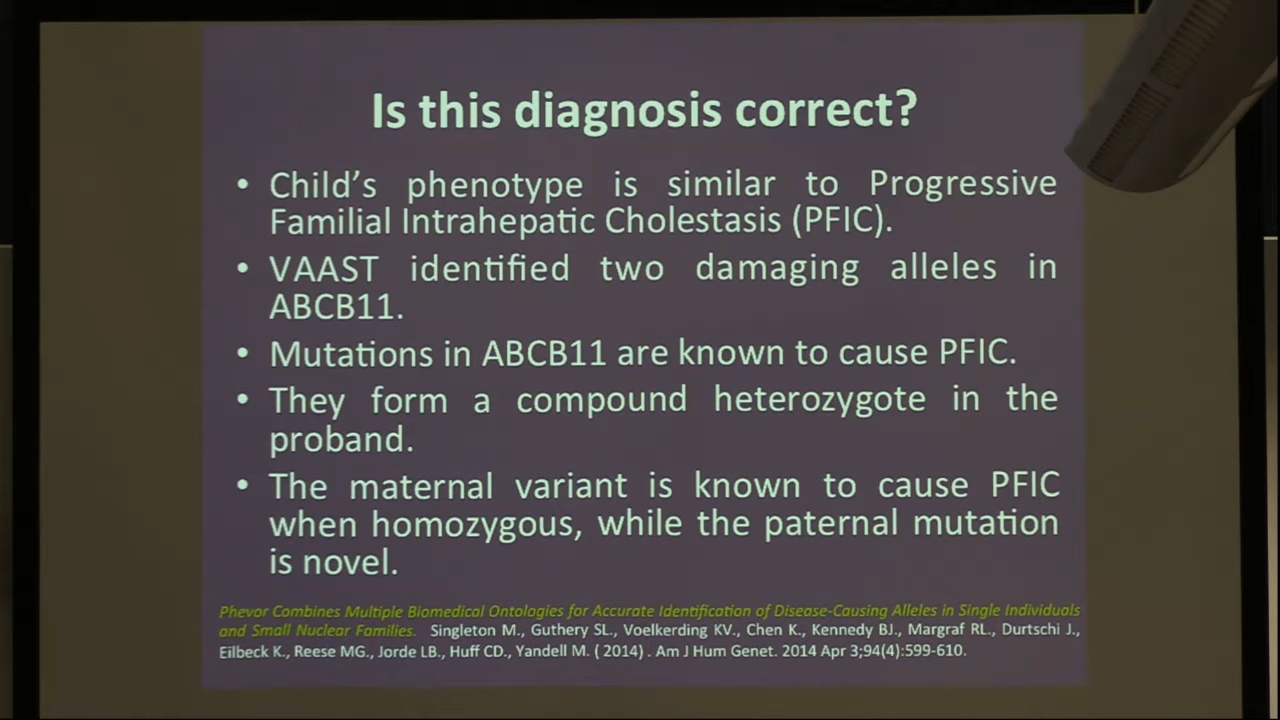 Is this diagnosis correct?
• Child’s phenotype is similar to Progressive
Familial Intrahepatic Cholestasis (PFIC).
• VAAST identified two damaging alleles in
ABCB11.
• Mutations in ABCB11 are known to cause PFIC.
• They form a compound heterozygote in the
proband.
• The maternal variant is known to cause PFIC
when homozygous, while the paternal mutation
is novel.
Phevor Combines Multiple Biomedical Ontologies for Accurate Identification of Disease-Causing Alleles in Single Individuals
and Small Nuclear Families. Singleton M., Guthery SL., Voelkerding KV., Chen K., Kennedy BJ., Margraf RL., Durtschi J.,
Eilbeck K., Reese MG., Jorde LB., Huff CD., Yandell M. ( 2014) . Am J Hum Genet. 2014 Apr 3;94(4):599-610.